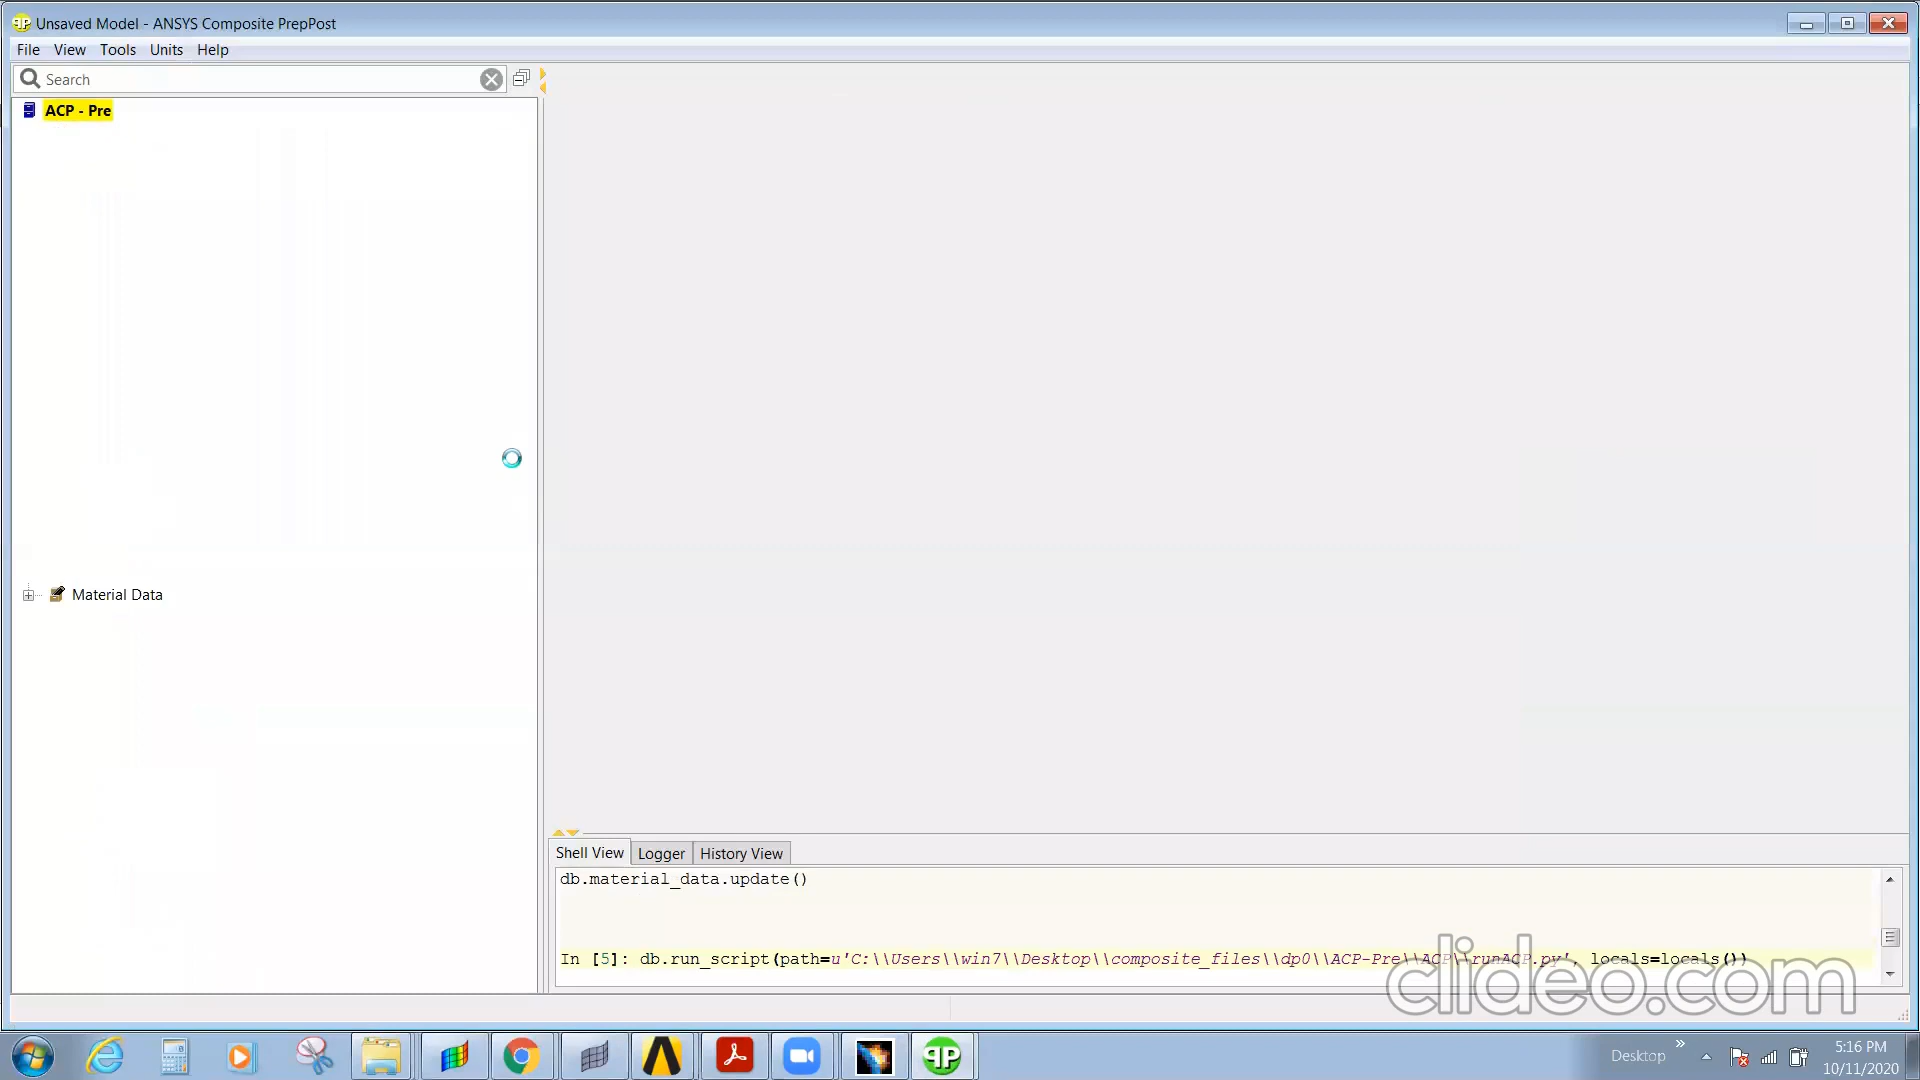 Unsaved Model - ANSYS Composite PrepPost
File View Tools Units Help
Search
ACP - Pre
Material Data
Shell View Logger History View
db.material_data.update()
In [5]: db.run_script(path=u'C:\\Users\\win7\\Desktop\\composite_files\\dp0\\ACP-Pre\\ACP\\runACP.py', locals=locals())
clideo.com
Desktop
5:16 PM
10/11/2020